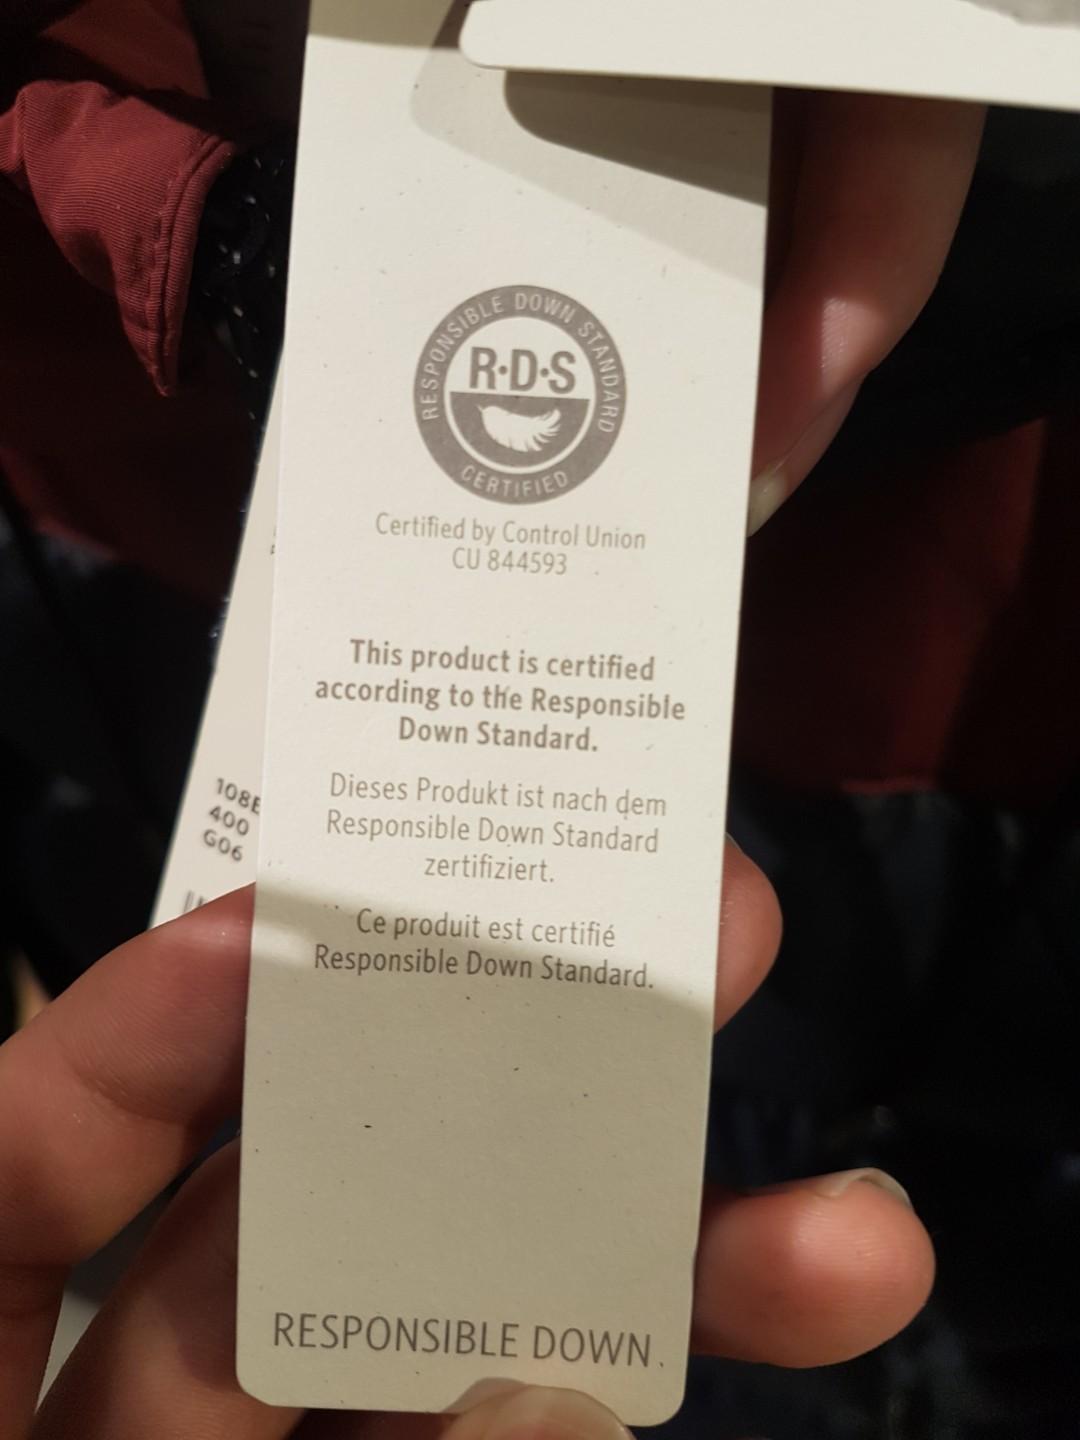 RESPONSIBLE DOWN STANDARD
R·D·S
CERTIFIED
Certified by Control Union
CU 844593
This product is certified
according to the Responsible
Down Standard.
Dieses Produkt ist nach dem
Responsible Down Standard
zertifiziert.
Ce produit est certifié
Responsible Down Standard.
RESPONSIBLE DOWN.
108E
400
G06